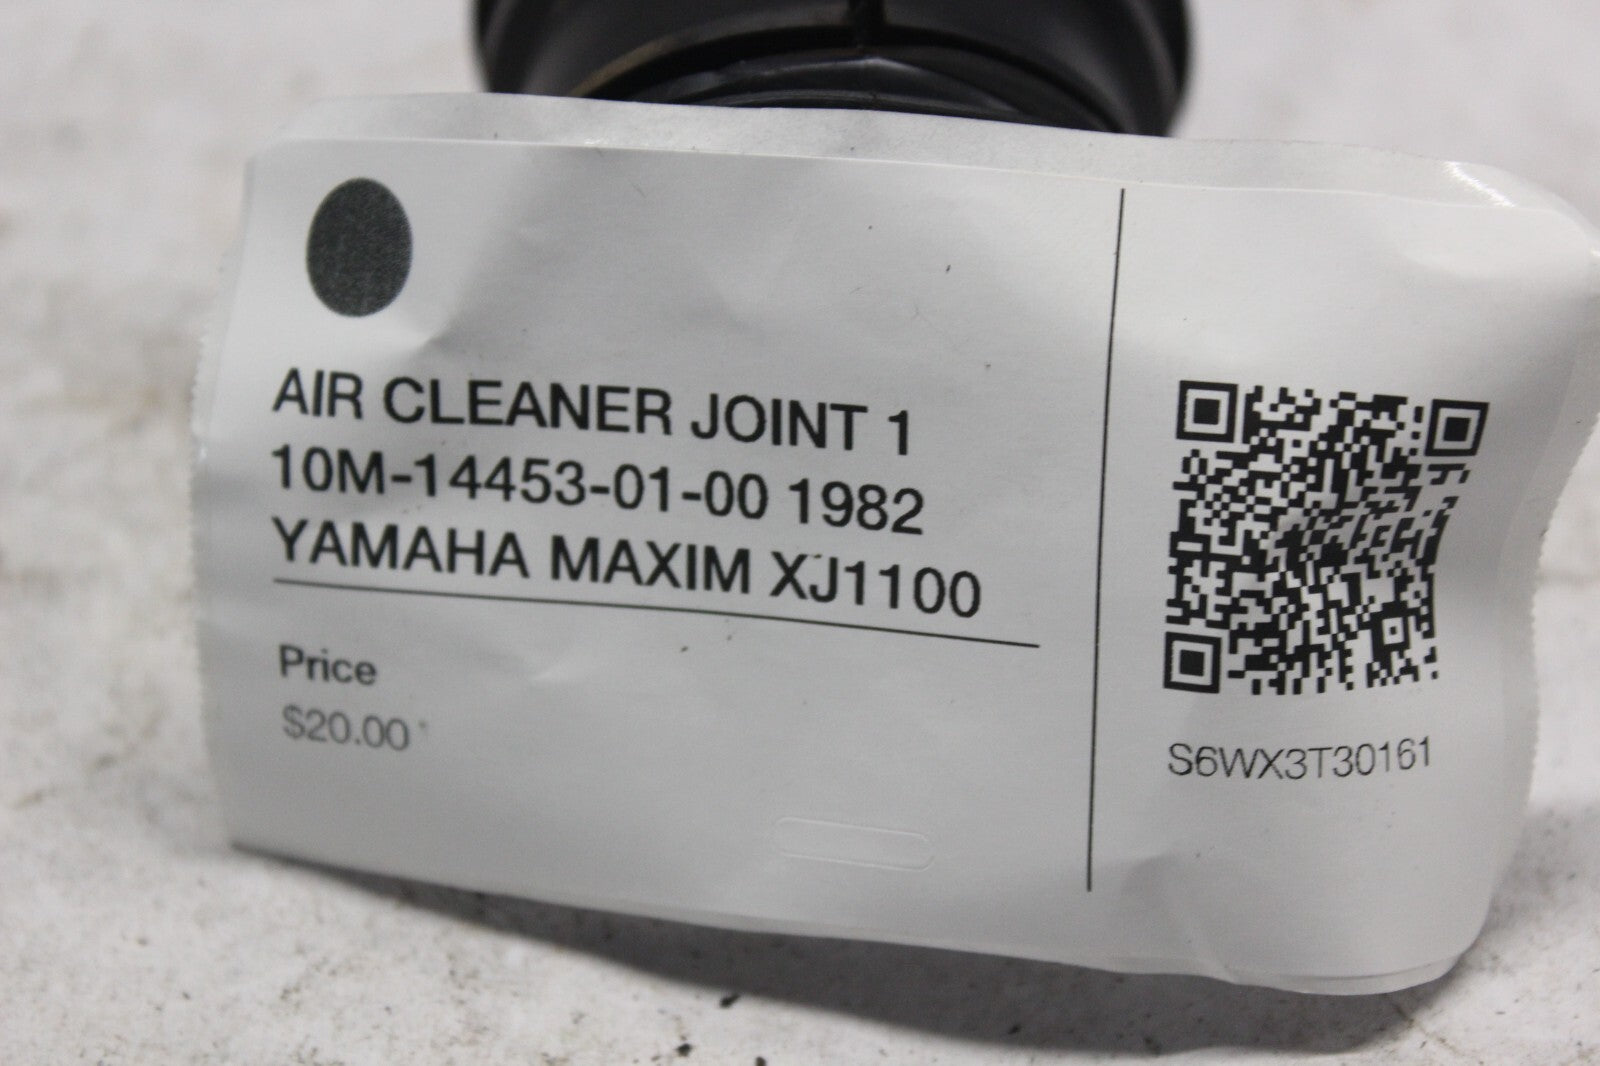 AIR CLEANER JOINT 1
10M-14453-01-00 1982
YAMAHA MAXIM XJ1100
Price
$20.00
S6WX3T30161